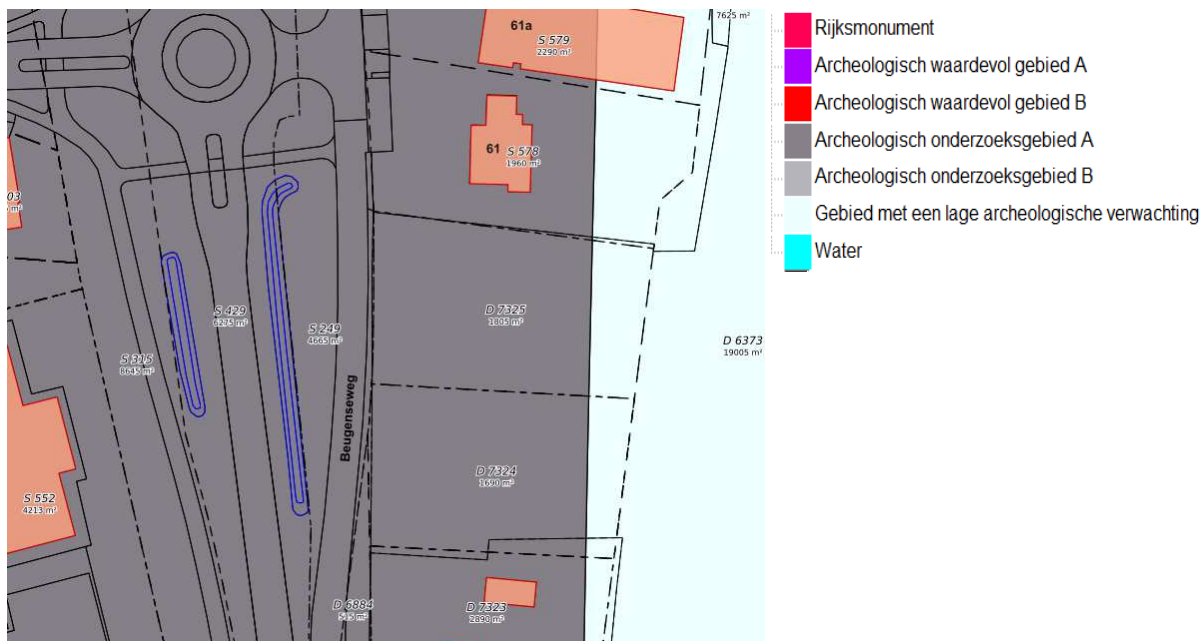 7625 m²
61a
S 579
2290 m²
61
S 578
1960 m²
03
D 7325
1805 m²
S 429
6275 m²
S 249
4665 m²
D 6373
19005 m²
S 315
8645 m²
Beugenseweg
D 7324
1690 m²
S 552
4213 m²
D 6884
515 m²
D 7323
2890 m²
Rijksmonument
Archeologisch waardevol gebied A
Archeologisch waardevol gebied B
Archeologisch onderzoeksgebied A
Archeologisch onderzoeksgebied B
Gebied met een lage archeologische verwachting
Water